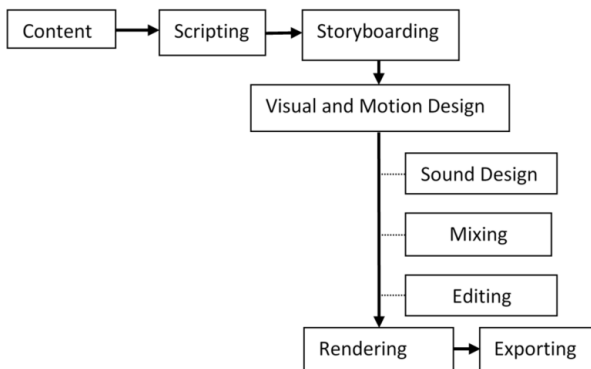 Content
Scripting
Storyboarding
Visual and Motion Design
Sound Design
Mixing
Editing
Rendering
Exporting